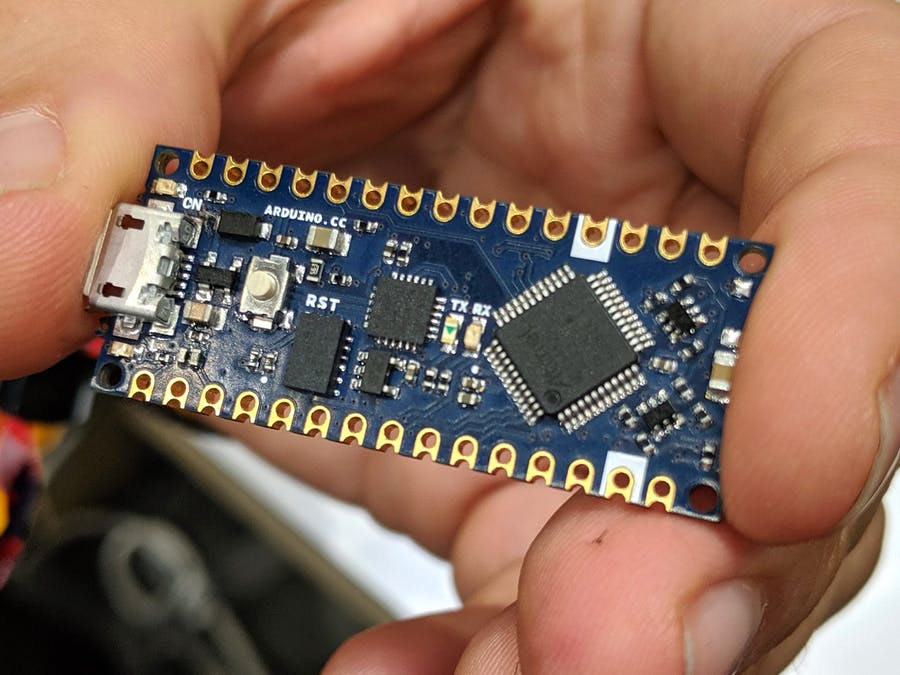 ON
ARDUINO.CC
RST
TX RX